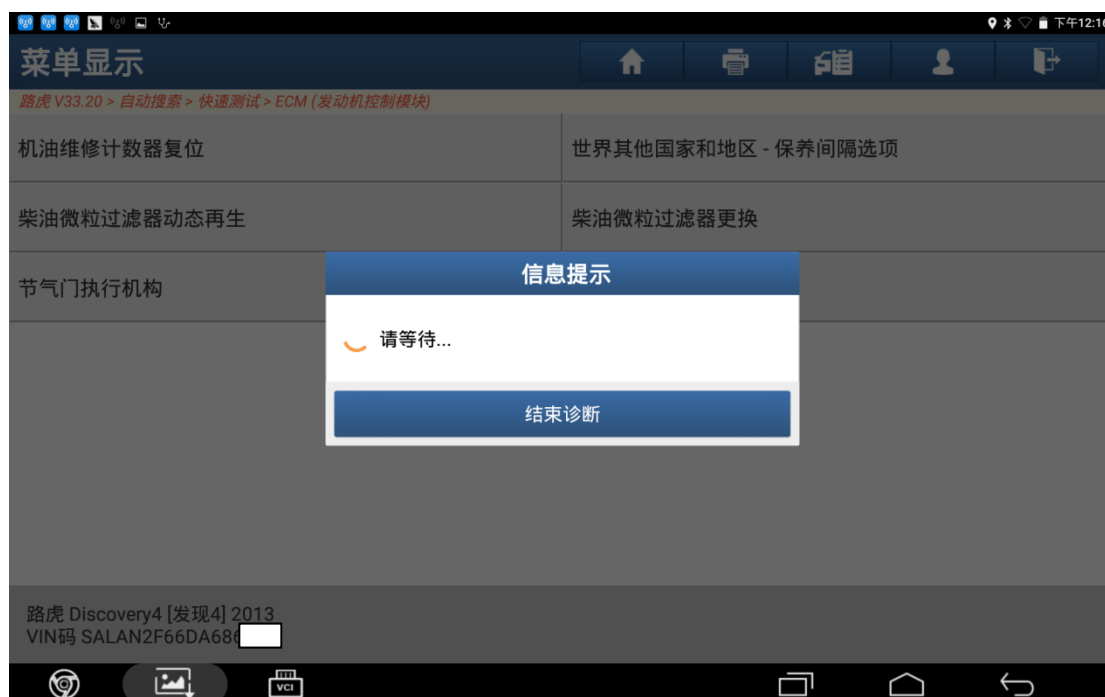 下午12:16
菜单显示
路虎 V33.20 > 自动搜索 > 快速测试 > ECM (发动机控制模块)
机油维修计数器复位
世界其他国家和地区 - 保养间隔选项
柴油微粒过滤器动态再生
柴油微粒过滤器更换
节气门执行机构
信息提示
请等待...
结束诊断
路虎 Discovery4 [发现4] 2013
VIN码 SALAN2F66DA686
VCI